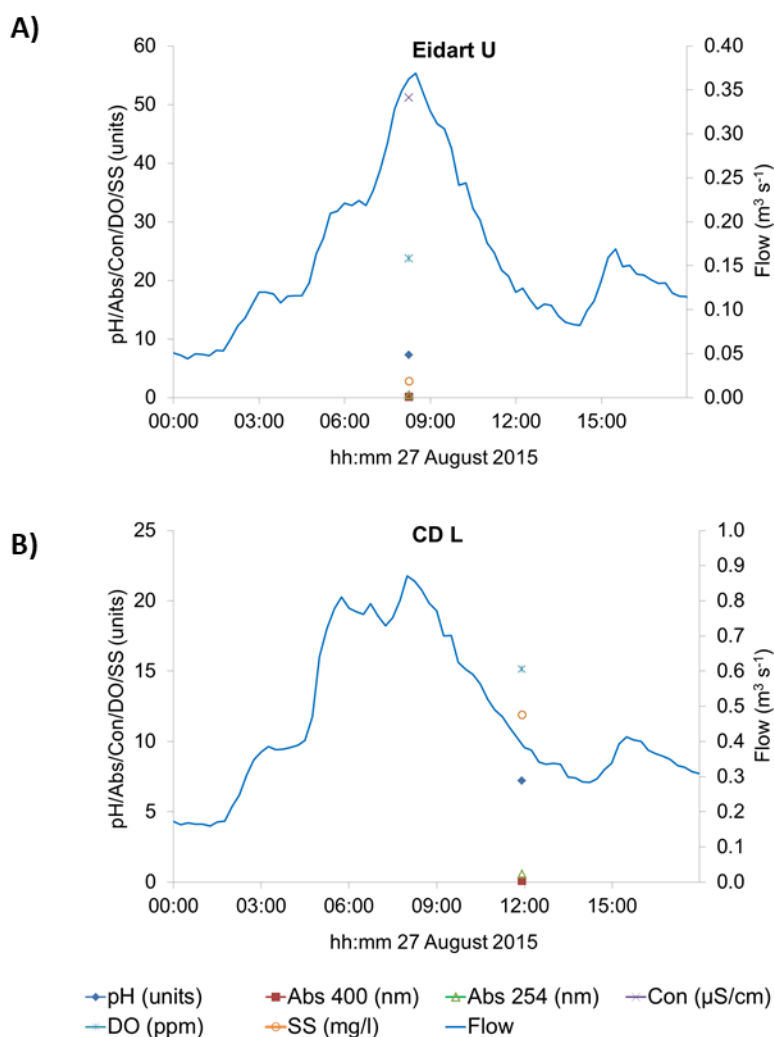 A)
Eidart U
pH/Abs/Con/DO/SS (units)
60
50
40
30
20
10
0
0.40
0.35
0.30
0.25
0.20
0.15
0.10
0.05
0.00
Flow (m³ s⁻¹)
00:00 03:00 06:00 09:00 12:00 15:00
hh:mm 27 August 2015
B)
CD L
pH/Abs/Con/DO/SS (units)
25
20
15
10
5
0
1.0
0.9
0.8
0.7
0.6
0.5
0.4
0.3
0.2
0.1
0.0
Flow (m³ s⁻¹)
00:00 03:00 06:00 09:00 12:00 15:00
hh:mm 27 August 2015
pH (units) Abs 400 (nm) Abs 254 (nm) Con (µS/cm)
DO (ppm) SS (mg/l) Flow